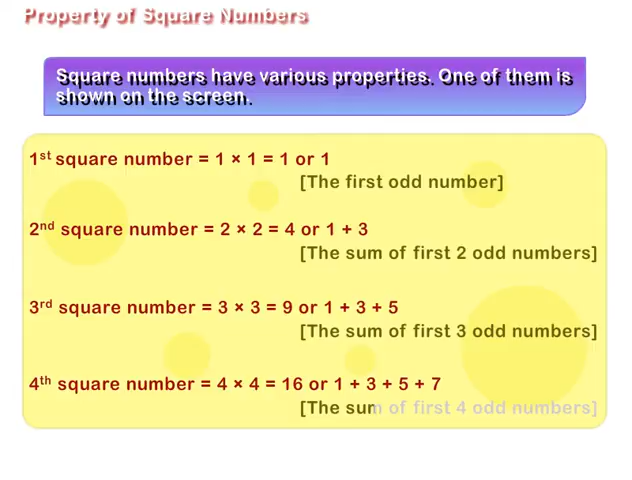 Property of Square Numbers
Square numbers have various properties. One of them is
shown on the screen.
1st square number = 1 × 1 = 1 or 1
[The first odd number]
2nd square number = 2 × 2 = 4 or 1 + 3
[The sum of first 2 odd numbers]
3rd square number = 3 × 3 = 9 or 1 + 3 + 5
[The sum of first 3 odd numbers]
4th square number = 4 × 4 = 16 or 1 + 3 + 5 + 7
[The sum of first 4 odd numbers]